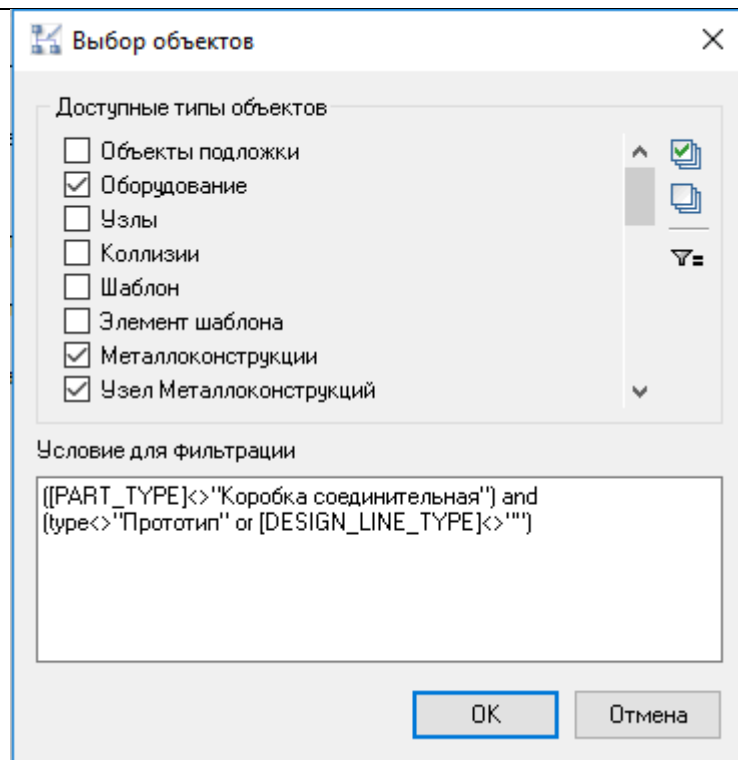 Выбор объектов
Доступные типы объектов
Объекты подложки
Оборудование
Узлы
Коллизии
Шаблон
Элемент шаблона
Металлоконструкции
Узел Металлоконструкций
Условие для фильтрации
([PART_TYPE]<>"Коробка соединительная") and
(type<>"Прототип" or [DESIGN_LINE_TYPE]<>"")
OK
Отмена